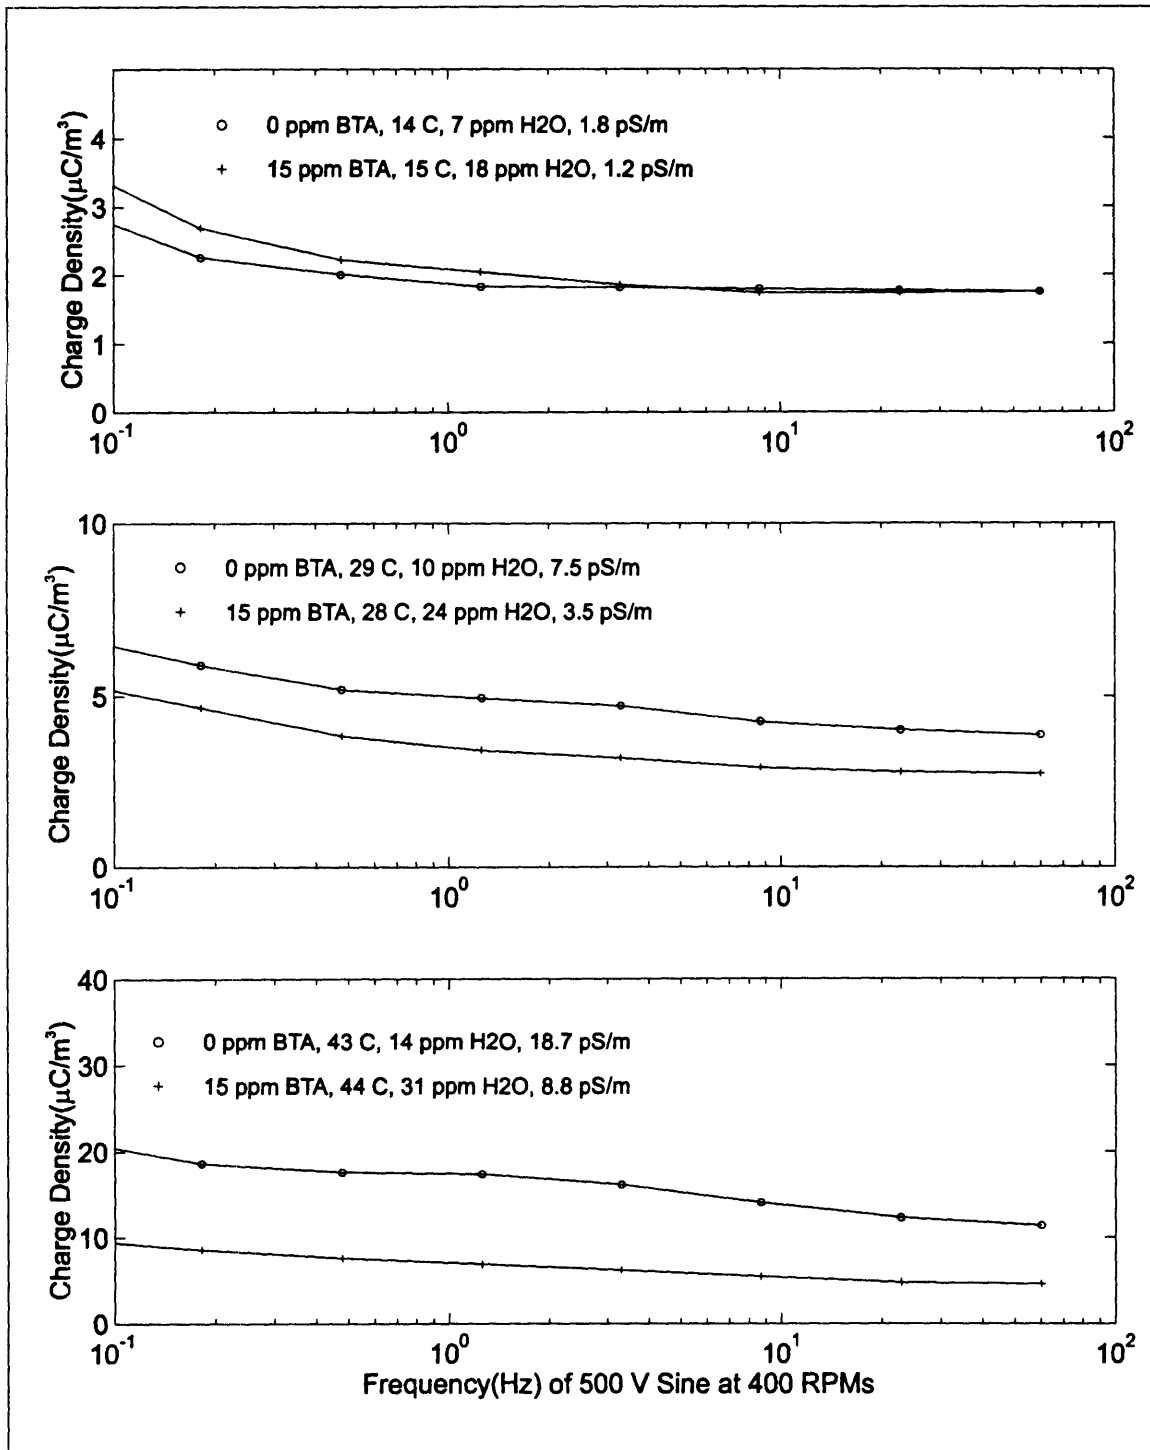 Charge Density(μC/m³)
4
3
2
1
0
○ 0 ppm BTA, 14 C, 7 ppm H2O, 1.8 pS/m
+ 15 ppm BTA, 15 C, 18 ppm H2O, 1.2 pS/m
10⁻¹ 10⁰ 10¹ 10²
Charge Density(μC/m³)
10
5
0
○ 0 ppm BTA, 29 C, 10 ppm H2O, 7.5 pS/m
+ 15 ppm BTA, 28 C, 24 ppm H2O, 3.5 pS/m
10⁻¹ 10⁰ 10¹ 10²
Charge Density(μC/m³)
40
30
20
10
0
○ 0 ppm BTA, 43 C, 14 ppm H2O, 18.7 pS/m
+ 15 ppm BTA, 44 C, 31 ppm H2O, 8.8 pS/m
10⁻¹ 10⁰ 10¹ 10²
Frequency(Hz) of 500 V Sine at 400 RPMs